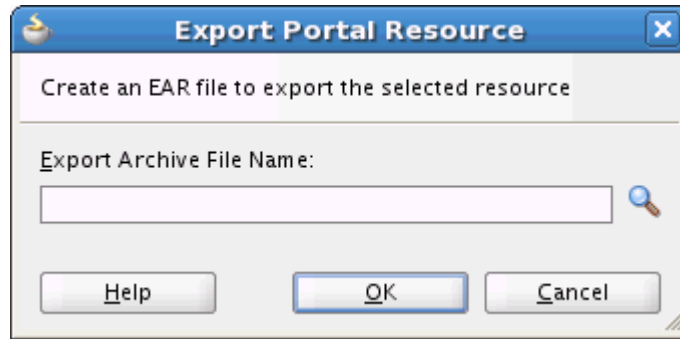 Export Portal Resource
Create an EAR file to export the selected resource
Export Archive File Name:
Help OK Cancel